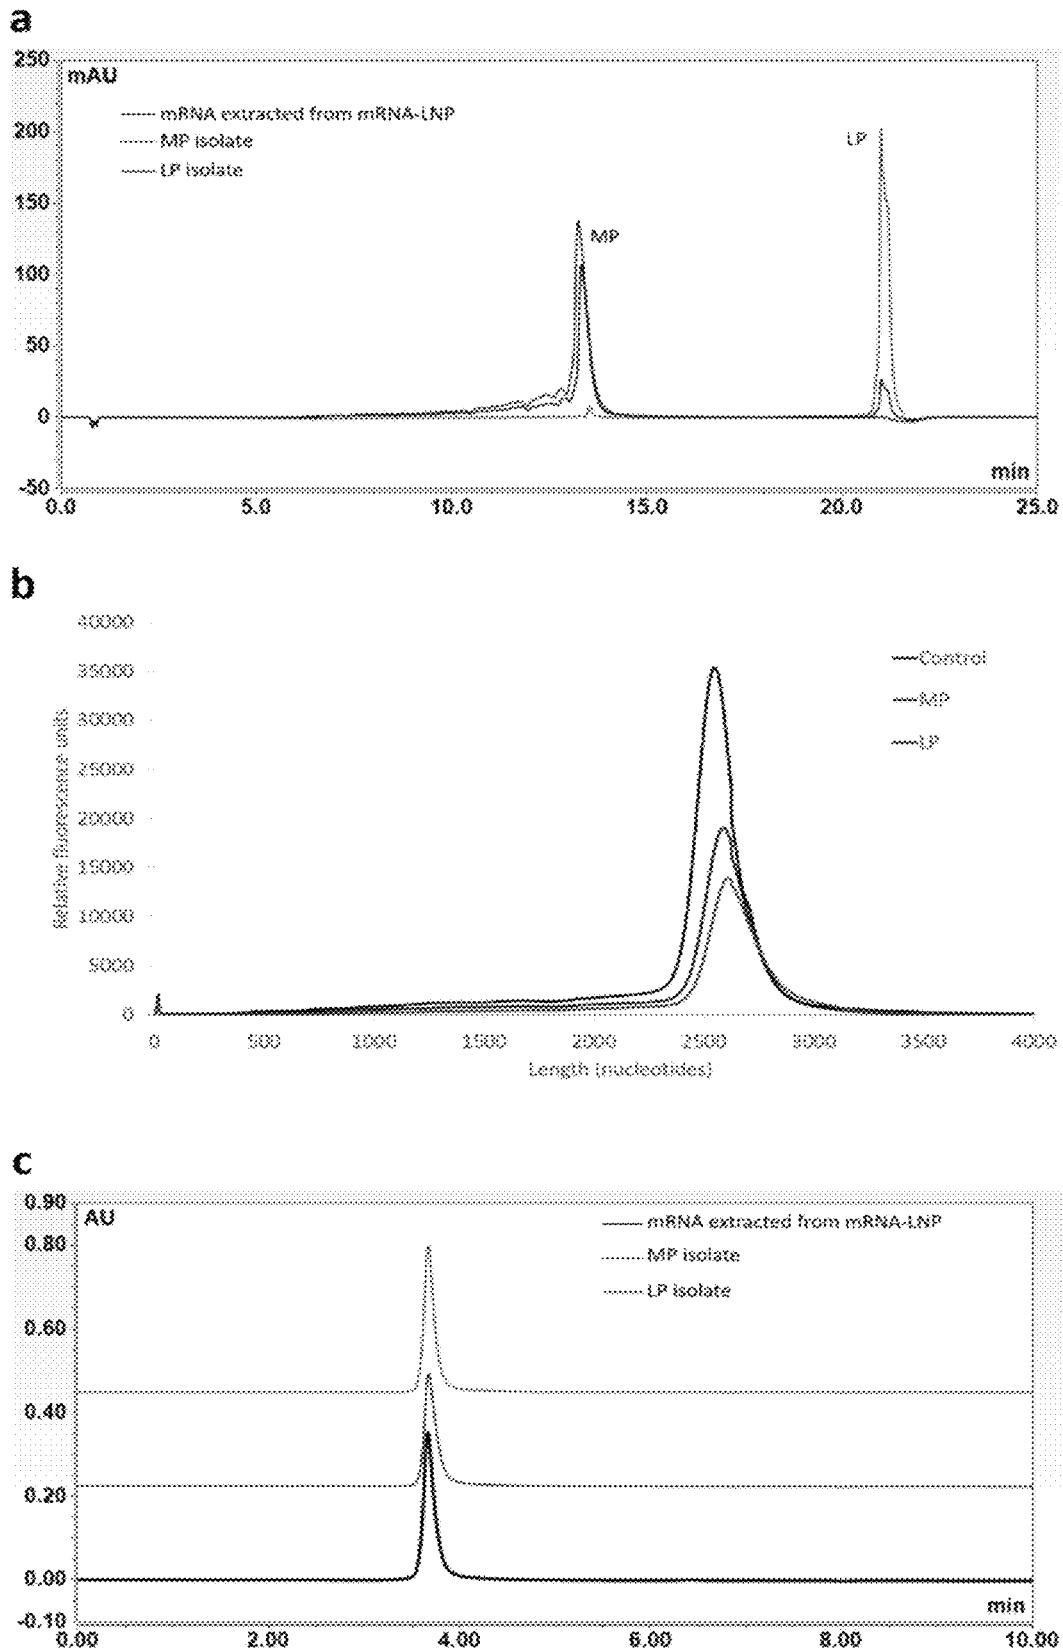 a
250
mAU
mRNA extracted from mRNA-LNP
MP isolate
LP isolate
200
150
100
50
0
-50
MP
LP
min
0.0 5.0 10.0 15.0 20.0 25.0
b
40000
35000
30000
25000
20000
15000
10000
5000
0
Relative fluorescence units
Control
MP
LP
0 500 1000 1500 2000 2500 3000 3500 4000
Length (nucleotides)
c
0.90
AU
mRNA extracted from mRNA-LNP
MP isolate
LP isolate
0.80
0.60
0.40
0.20
0.00
-0.10
min
0.00 2.00 4.00 6.00 8.00 10.00